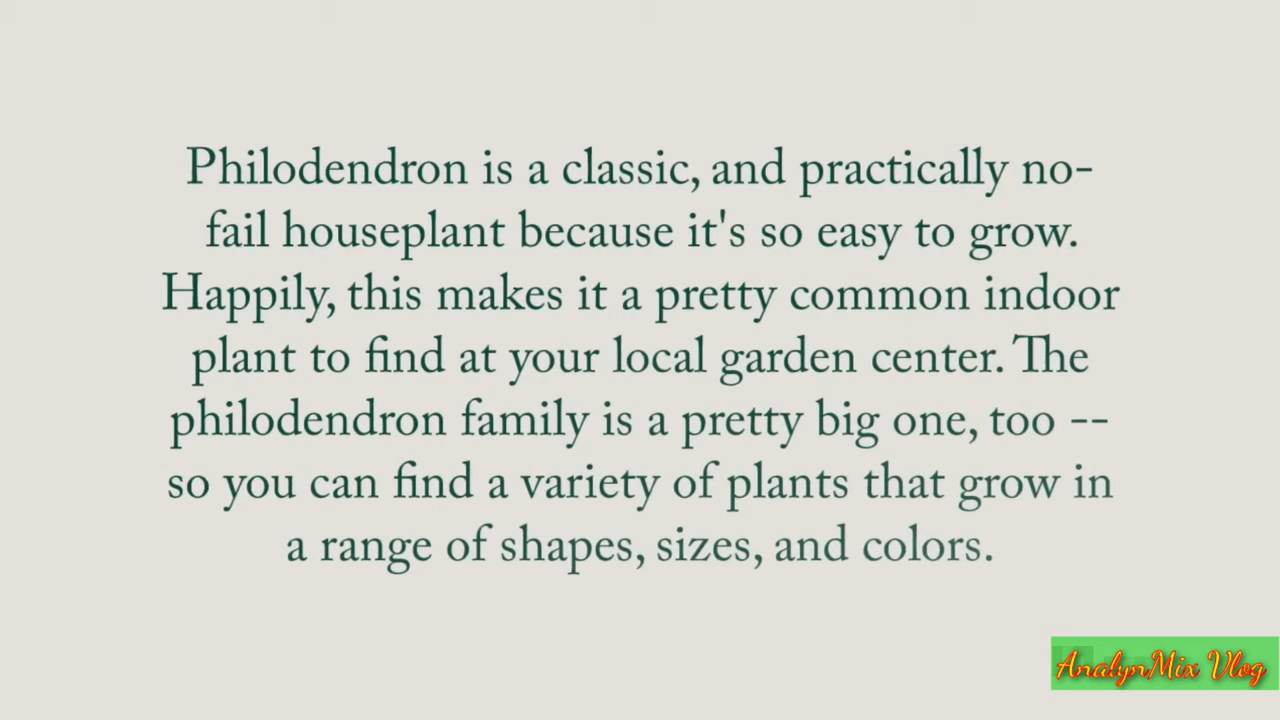 Philodendron is a classic, and practically no-
fail houseplant because it's so easy to grow.
Happily, this makes it a pretty common indoor
plant to find at your local garden center. The
philodendron family is a pretty big one, too --
so you can find a variety of plants that grow in
a range of shapes, sizes, and colors.
AnalynMix Vlog